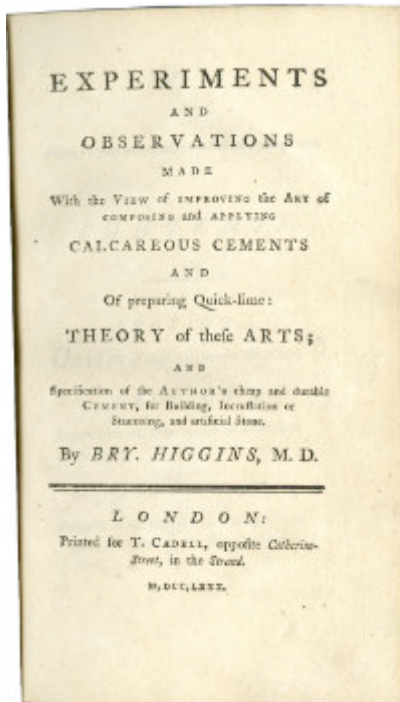 EXPERIMENTS
AND
OBSERVATIONS
MADE
With the VIEW of IMPROVING the ART of
COMPOSING and APPLYING
CALCAREOUS CEMENTS
AND
Of preparing Quick-lime:
THEORY of theſe ARTS;
AND
Specification of the AUTHOR's cheap and durable
CEMENT, for Building, Incruſtation or
Stuccoing, and artificial Stone.
By BRY. HIGGINS, M. D.
LONDON:
Printed for T. CADELL, oppoſite Catherine-
Street, in the Strand.
M,DCC,LXXX.